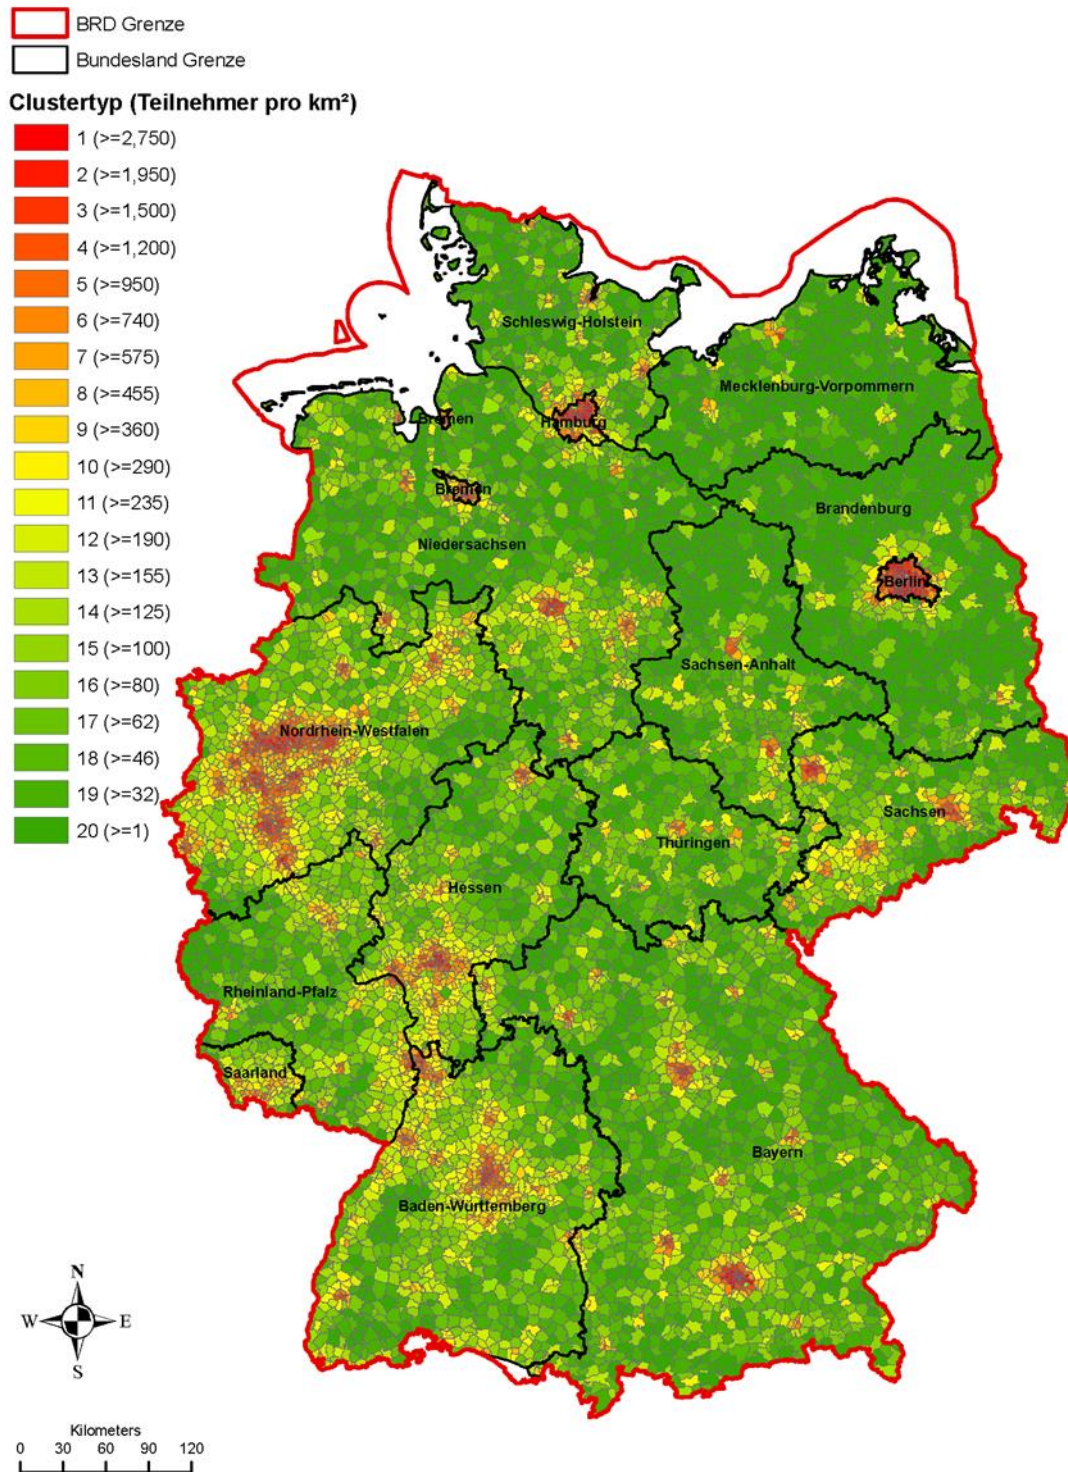 BRD Grenze
Bundesland Grenze
Clustertyp (Teilnehmer pro km²)
1 (>=2,750)
2 (>=1,950)
3 (>=1,500)
4 (>=1,200)
5 (>=950)
6 (>=740)
7 (>=575)
8 (>=455)
9 (>=360)
10 (>=290)
11 (>=235)
12 (>=190)
13 (>=155)
14 (>=125)
15 (>=100)
16 (>=80)
17 (>=62)
18 (>=46)
19 (>=32)
20 (>=1)
Schleswig-Holstein
Mecklenburg-Vorpommern
Bremen
Hamburg
Bremen
Brandenburg
Niedersachsen
Berlin
Sachsen-Anhalt
Nordrhein-Westfalen
Sachsen
Thüringen
Hessen
Rheinland-Pfalz
Saarland
Bayern
Baden-Württemberg
N
W E
S
Kilometers
0 30 60 90 120